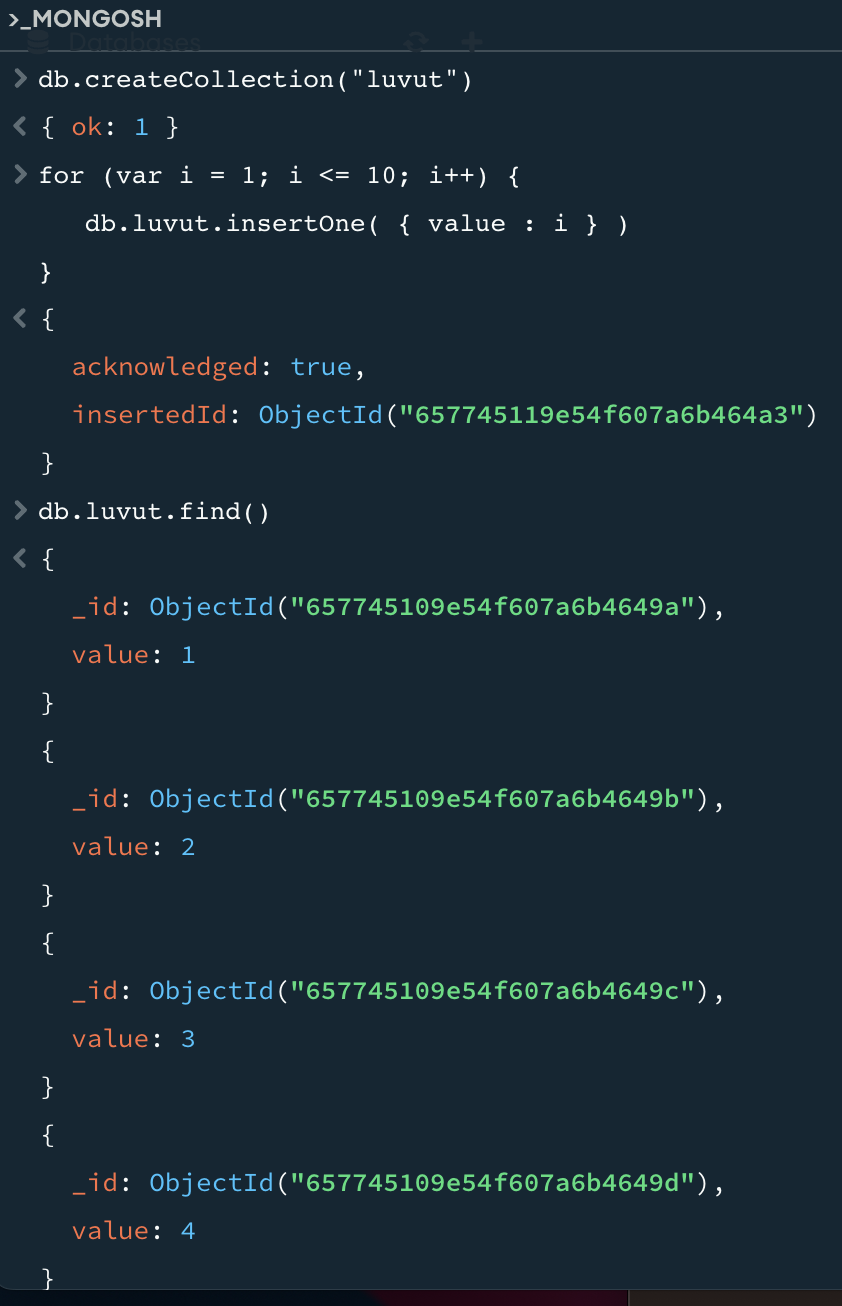 >_MONGOSH
Databases
> db.createCollection("luvut")
< { ok: 1 }
> for (var i = 1; i <= 10; i++) {
db.luvut.insertOne( { value : i } )
}
< {
acknowledged: true,
insertedId: ObjectId("657745119e54f607a6b464a3")
}
> db.luvut.find()
< {
_id: ObjectId("657745109e54f607a6b4649a"),
value: 1
}
{
_id: ObjectId("657745109e54f607a6b4649b"),
value: 2
}
{
_id: ObjectId("657745109e54f607a6b4649c"),
value: 3
}
{
_id: ObjectId("657745109e54f607a6b4649d"),
value: 4
}